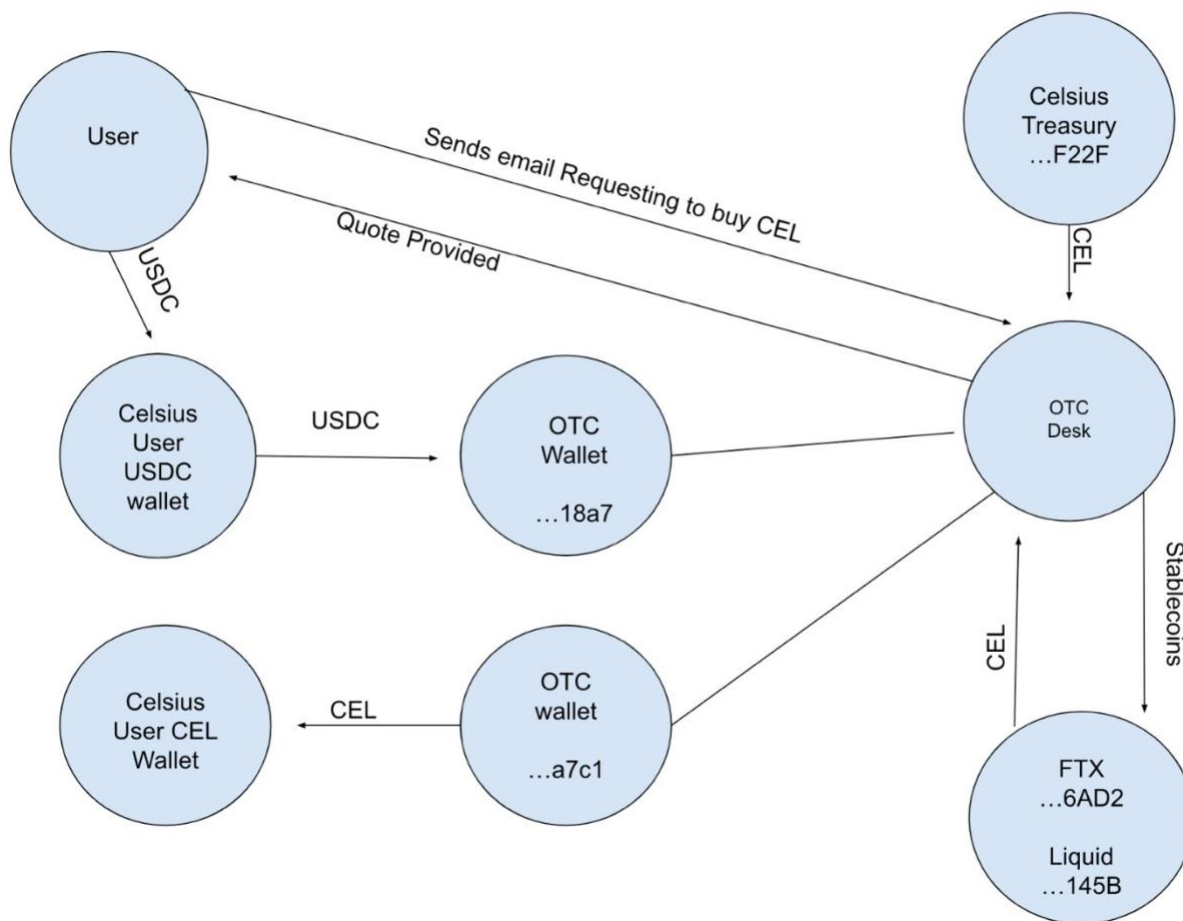 User
Celsius
Treasury
…F22F
Sends email Requesting to buy CEL
Quote Provided
CEL
USDC
Celsius
User
USDC
wallet
USDC
OTC
Wallet
…18a7
OTC
Desk
Stablecoins
CEL
Celsius
User CEL
Wallet
CEL
OTC
wallet
…a7c1
FTX
…6AD2
Liquid
…145B